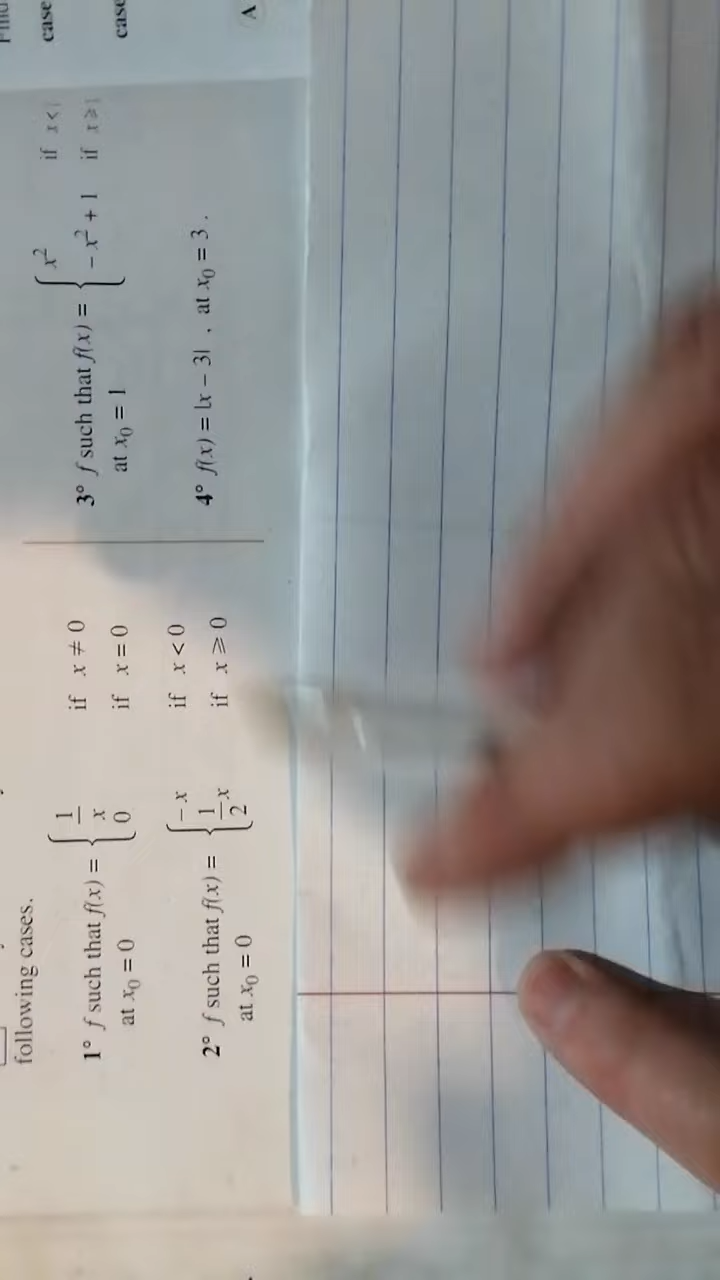 following cases.
1° f such that f(x) = { 1/x if x ≠ 0
0 if x = 0
at x₀ = 0
2° f such that f(x) = { -x if x < 0
1/2 x if x ⩾ 0
at x₀ = 0
3° f such that f(x) = { x² if x < 1
-x² + 1 if x ⩾ 1
at x₀ = 1
4° f(x) = |x - 3| , at x₀ = 3 .
case
case
A